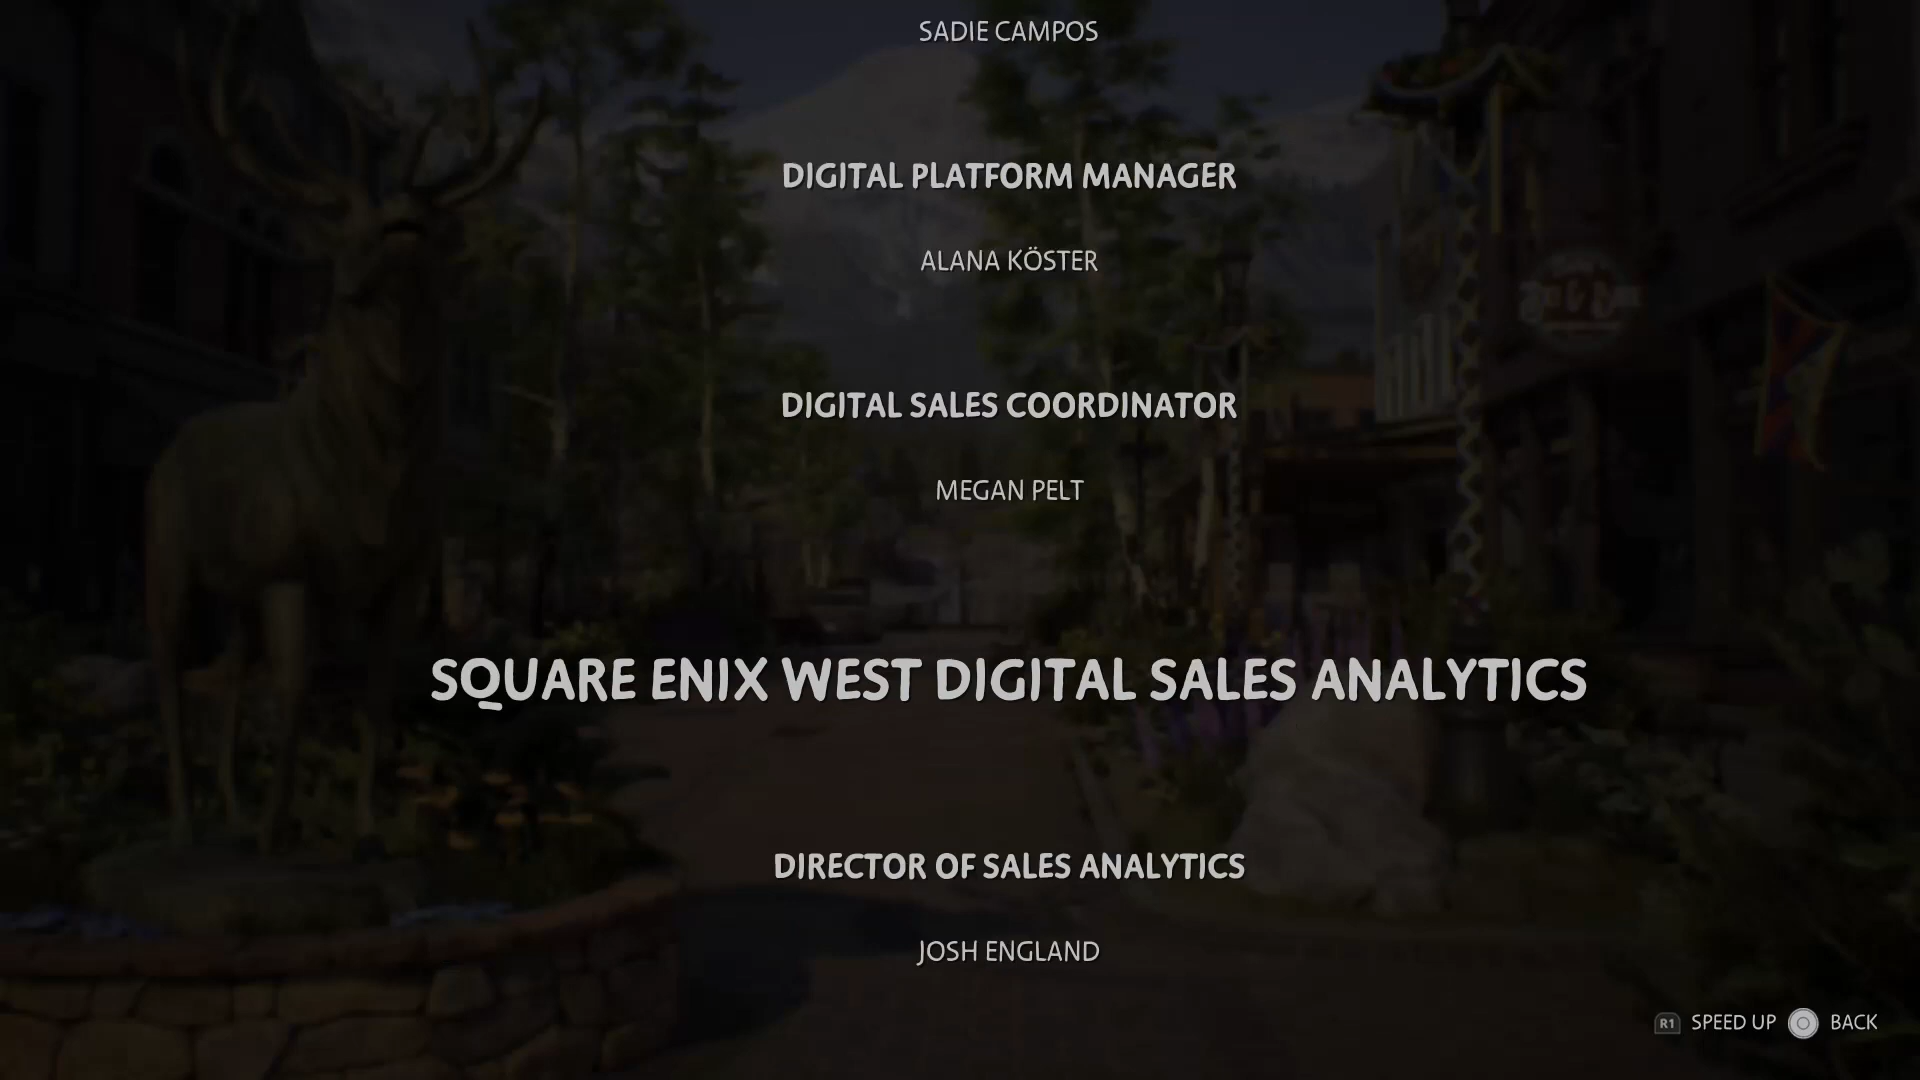 SADIE CAMPOS
DIGITAL PLATFORM MANAGER
ALANA KÖSTER
DIGITAL SALES COORDINATOR
MEGAN PELT
SQUARE ENIX WEST DIGITAL SALES ANALYTICS
DIRECTOR OF SALES ANALYTICS
JOSH ENGLAND
R1 SPEED UP BACK